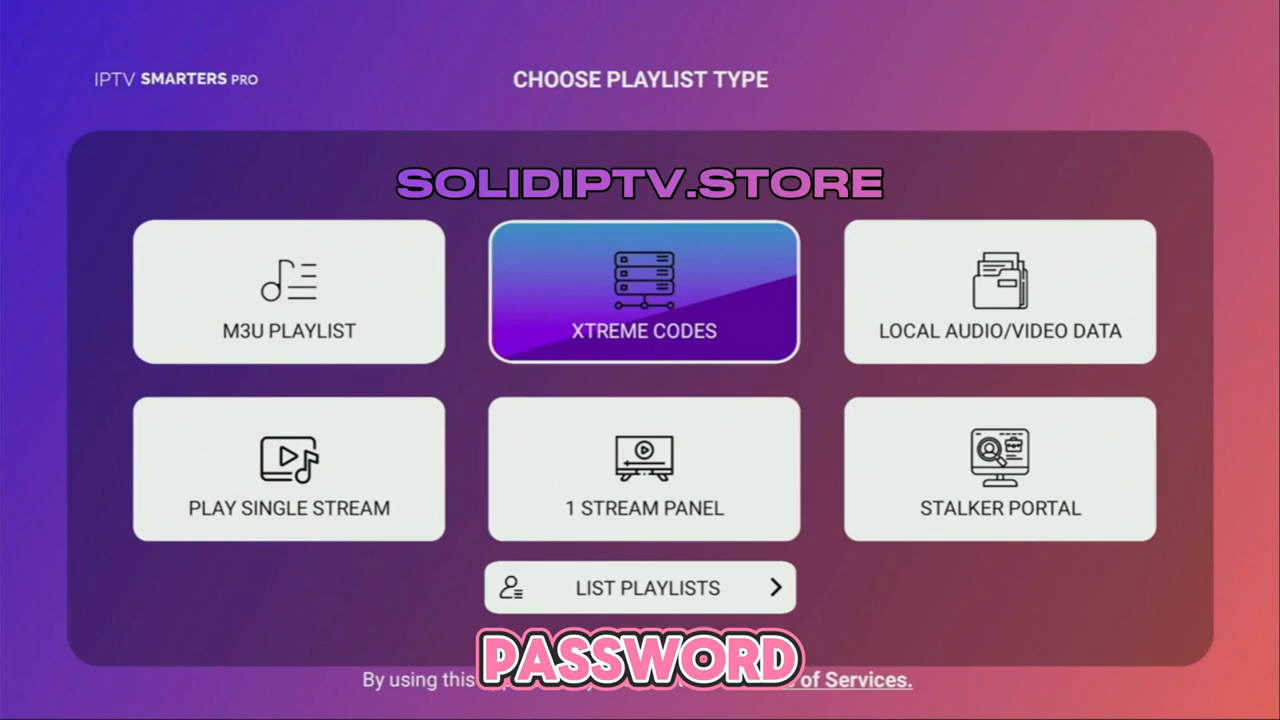 IPTV SMARTERS PRO
CHOOSE PLAYLIST TYPE
SOLIDIPTV.STORE
M3U PLAYLIST
XTREME CODES
LOCAL AUDIO/VIDEO DATA
PLAY SINGLE STREAM
1 STREAM PANEL
STALKER PORTAL
LIST PLAYLISTS
PASSWORD
By using this of Services.